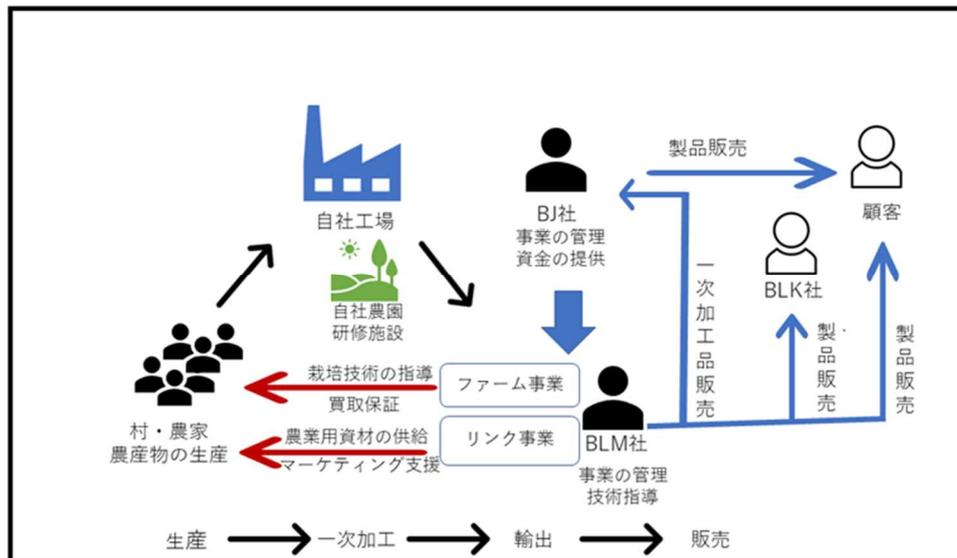 自社工場
自社農園
研修施設
村・農家
農産物の生産
栽培技術の指導
買取保証
農業用資材の供給
マーケティング支援
ファーム事業
リンク事業
BJ社
事業の管理
資金の提供
BLM社
事業の管理
技術指導
製品販売
顧客
BLK社
一次加工品販売
製品販売
製品販売
生産
一次加工
輸出
販売